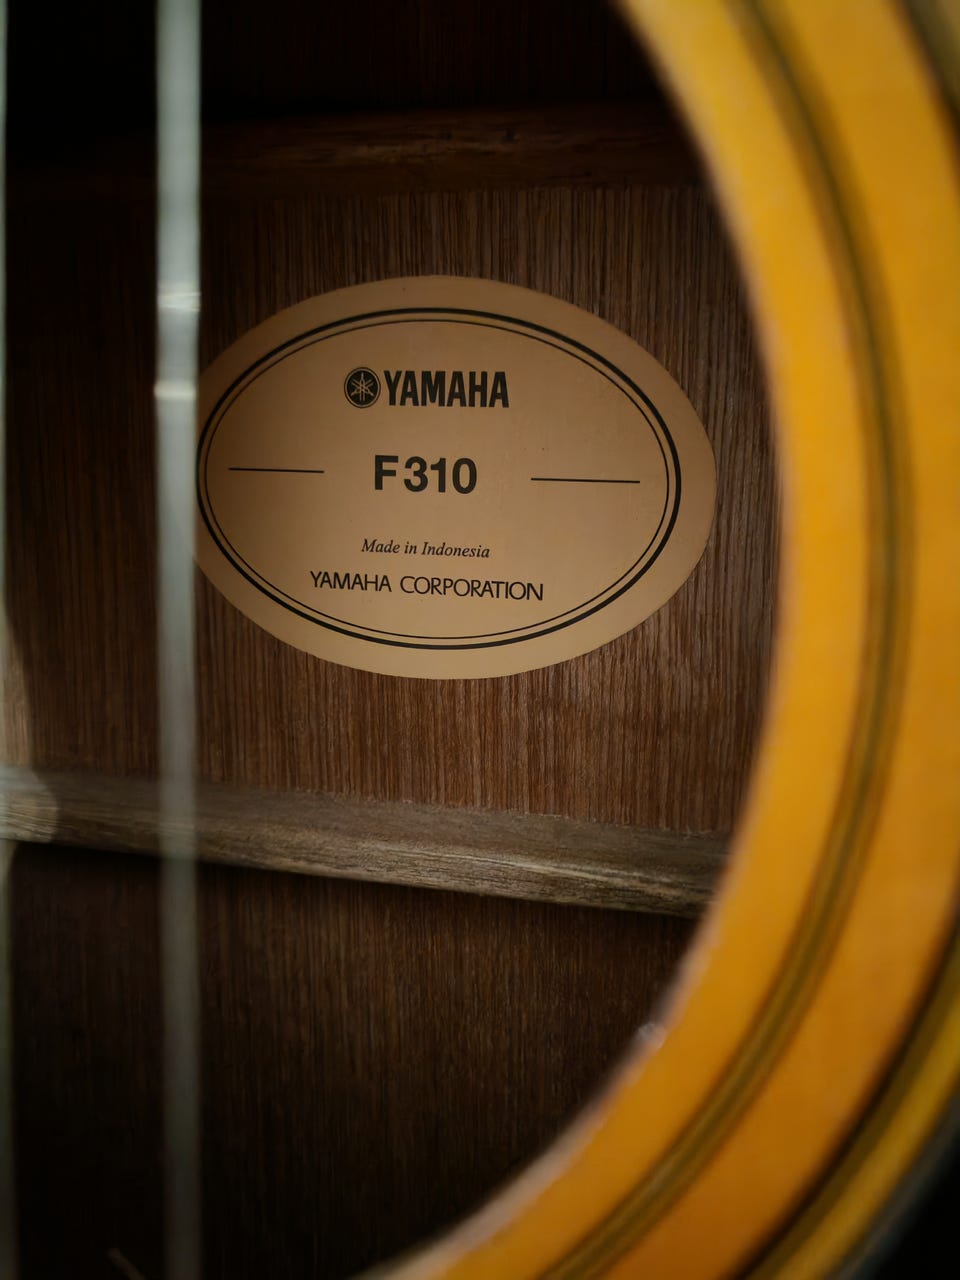 YAMAHA
F310
Made in Indonesia
YAMAHA CORPORATION